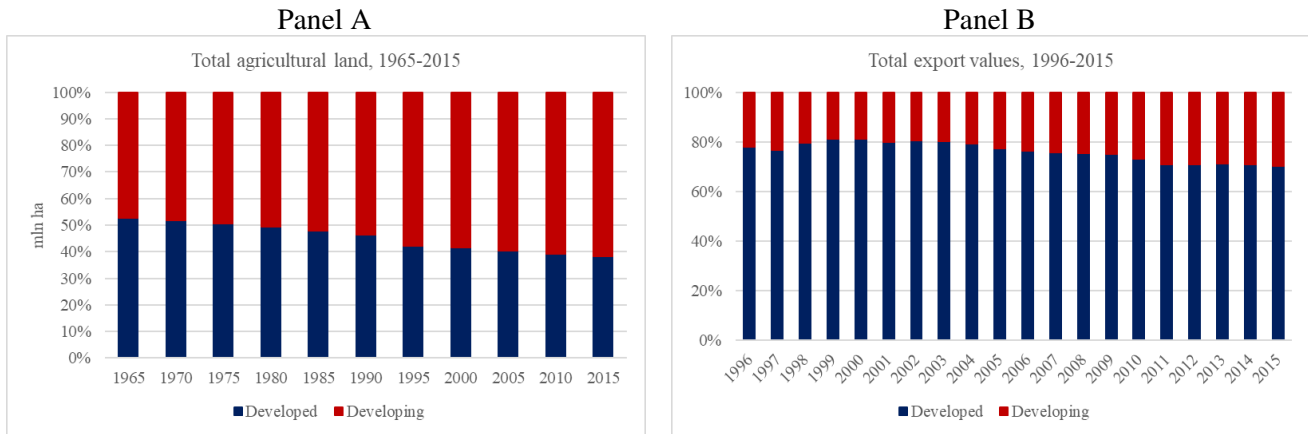 Panel A
Total agricultural land, 1965-2015
mln ha
100%
90%
80%
70%
60%
50%
40%
30%
20%
10%
0%
1965 1970 1975 1980 1985 1990 1995 2000 2005 2010 2015
Developed Developing
Panel B
Total export values, 1996-2015
100%
80%
60%
40%
20%
0%
1996 1997 1998 1999 2000 2001 2002 2003 2004 2005 2006 2007 2008 2009 2010 2011 2012 2013 2014 2015
Developed Developing